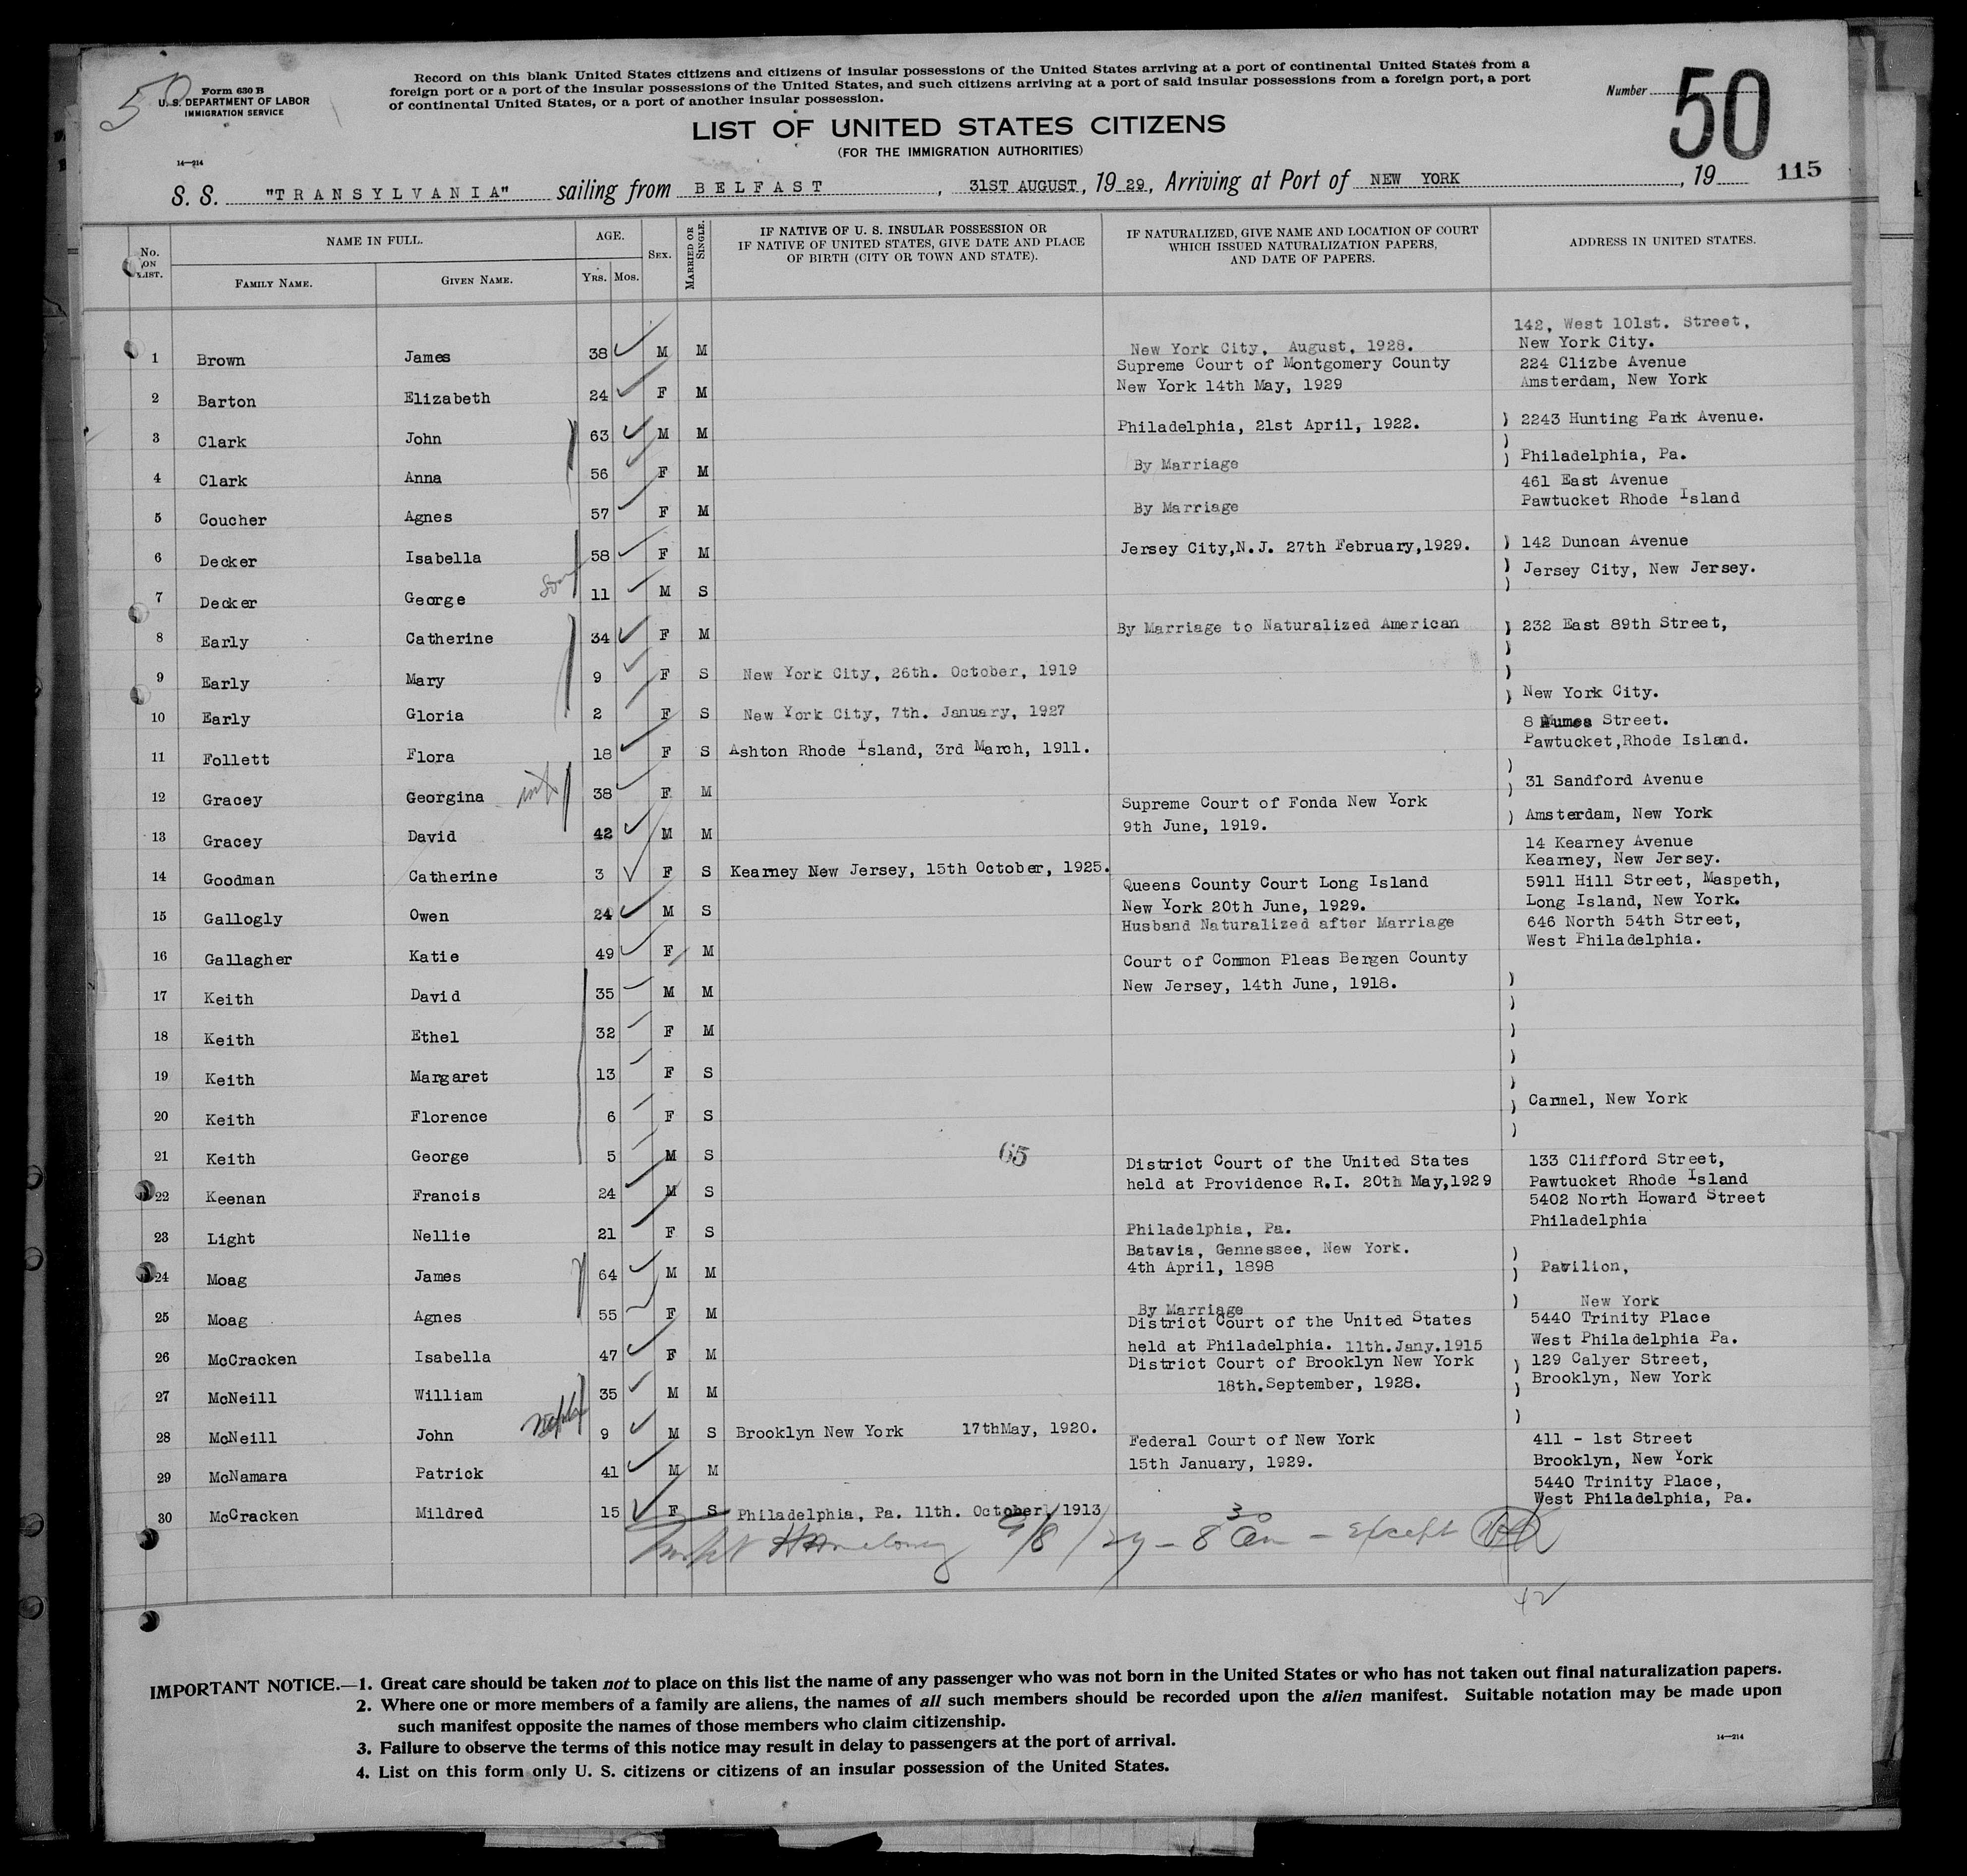 50
Form 630 B
U. S. DEPARTMENT OF LABOR
IMMIGRATION SERVICE
14—214
Record on this blank United States citizens and citizens of insular possessions of the United States arriving at a port of continental United States from a
foreign port or a port of the insular possessions of the United States, and such citizens arriving at a port of said insular possessions from a foreign port, a port
of continental United States, or a port of another insular possession.
Number 50
LIST OF UNITED STATES CITIZENS
(FOR THE IMMIGRATION AUTHORITIES)
S. S. "TRANSYLVANIA" sailing from BELFAST, 31ST AUGUST, 19 29, Arriving at Port of NEW YORK, 19 115
No. ON LIST.
NAME IN FULL.
FAMILY NAME.
GIVEN NAME.
AGE.
YRS. MOS.
SEX.
MARRIED OR SINGLE.
IF NATIVE OF U. S. INSULAR POSSESSION OR
IF NATIVE OF UNITED STATES, GIVE DATE AND PLACE
OF BIRTH (CITY OR TOWN AND STATE).
IF NATURALIZED, GIVE NAME AND LOCATION OF COURT
WHICH ISSUED NATURALIZATION PAPERS,
AND DATE OF PAPERS.
ADDRESS IN UNITED STATES.
1 Brown James 38 M M New York City, August, 1928. 142, West 101st. Street, New York City.
2 Barton Elizabeth 24 F M Supreme Court of Montgomery County New York 14th May, 1929 224 Clizbe Avenue Amsterdam, New York
3 Clark John 63 M M Philadelphia, 21st April, 1922. ) 2243 Hunting Park Avenue.
4 Clark Anna 56 F M By Marriage ) Philadelphia, Pa.
5 Coucher Agnes 57 F M By Marriage 461 East Avenue Pawtucket Rhode Island
6 Decker Isabella 58 F M Jersey City,N.J. 27th February,1929. ) 142 Duncan Avenue
7 Decker George son 11 M S ) Jersey City, New Jersey.
8 Early Catherine 34 F M By Marriage to Naturalized American ) 232 East 89th Street,
9 Early Mary 9 F S New York City, 26th. October, 1919
10 Early Gloria 2 F S New York City, 7th. January, 1927 ) New York City.
11 Follett Flora 18 F S Ashton Rhode Island, 3rd March, 1911. 8 Street. Pawtucket,Rhode Island.
12 Gracey Georgina 38 F M ) 31 Sandford Avenue
13 Gracey David 42 M M Supreme Court of Fonda New York 9th June, 1919. ) Amsterdam, New York
14 Goodman Catherine 3 F S Kearney New Jersey, 15th October, 1925. 14 Kearney Avenue Kearney, New Jersey.
15 Gallogly Owen 24 M S Queens County Court Long Island New York 20th June, 1929. 5911 Hill Street, Maspeth, Long Island, New York.
16 Gallagher Katie 49 F M Husband Naturalized after Marriage 646 North 54th Street, West Philadelphia.
17 Keith David 35 M M Court of Common Pleas Bergen County New Jersey, 14th June, 1918. )
18 Keith Ethel 32 F M )
19 Keith Margaret 13 F S )
20 Keith Florence 6 F S ) Carmel, New York
21 Keith George 5 M S )
65
22 Keenan Francis 24 M S District Court of the United States held at Providence R.I. 20th May,1929 133 Clifford Street, Pawtucket Rhode Island
23 Light Nellie 21 F S Philadelphia, Pa. 5402 North Howard Street Philadelphia
24 Moag James 64 M M Batavia, Gennessee, New York. 4th April, 1898 ) Pavilion,
25 Moag Agnes 55 F M By Marriage ) New York
26 McCracken Isabella 47 F M District Court of the United States held at Philadelphia. 11th.Jany.1915 5440 Trinity Place West Philadelphia Pa.
27 McNeill William 35 M M District Court of Brooklyn New York 18th.September, 1928. ) 129 Calyer Street, Brooklyn, New York
28 McNeill John 9 M S Brooklyn New York 17thMay, 1920. )
29 McNamara Patrick 41 M M Federal Court of New York 15th January, 1929. 411 - 1st Street Brooklyn, New York
30 McCracken Mildred 15 F S Philadelphia, Pa. 11th. October, 1913 5440 Trinity Place, West Philadelphia, Pa.
9/8/29 - 8 30 am - except
IMPORTANT NOTICE.—1. Great care should be taken not to place on this list the name of any passenger who was not born in the United States or who has not taken out final naturalization papers.
2. Where one or more members of a family are aliens, the names of all such members should be recorded upon the alien manifest. Suitable notation may be made upon
such manifest opposite the names of those members who claim citizenship.
3. Failure to observe the terms of this notice may result in delay to passengers at the port of arrival.
14—214
4. List on this form only U. S. citizens or citizens of an insular possession of the United States.